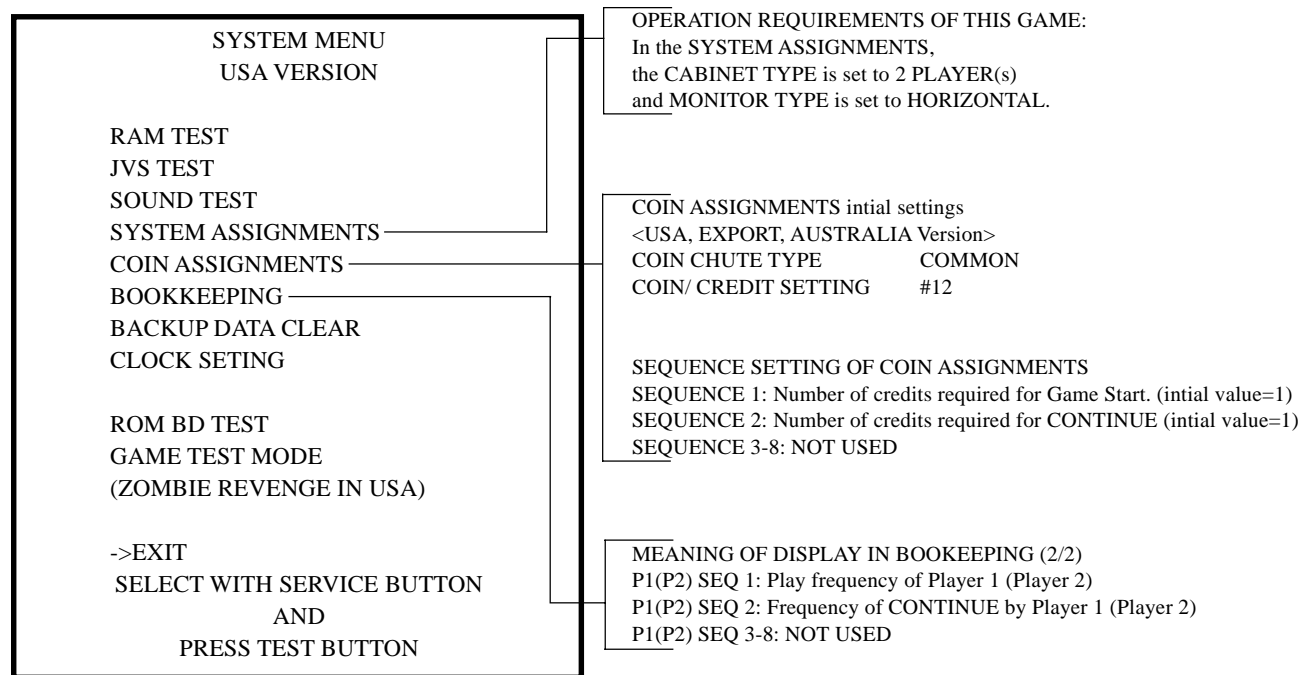 SYSTEM MENU
USA VERSION
RAM TEST
JVS TEST
SOUND TEST
SYSTEM ASSIGNMENTS
COIN ASSIGNMENTS
BOOKKEEPING
BACKUP DATA CLEAR
CLOCK SETING
ROM BD TEST
GAME TEST MODE
(ZOMBIE REVENGE IN USA)
->EXIT
SELECT WITH SERVICE BUTTON
AND
PRESS TEST BUTTON
OPERATION REQUIREMENTS OF THIS GAME:
In the SYSTEM ASSIGNMENTS,
the CABINET TYPE is set to 2 PLAYER(s)
and MONITOR TYPE is set to HORIZONTAL.
COIN ASSIGNMENTS intial settings
<USA, EXPORT, AUSTRALIA Version>
COIN CHUTE TYPE COMMON
COIN/ CREDIT SETTING #12
SEQUENCE SETTING OF COIN ASSIGNMENTS
SEQUENCE 1: Number of credits required for Game Start. (intial value=1)
SEQUENCE 2: Number of credits required for CONTINUE (intial value=1)
SEQUENCE 3-8: NOT USED
MEANING OF DISPLAY IN BOOKEEPING (2/2)
P1(P2) SEQ 1: Play frequency of Player 1 (Player 2)
P1(P2) SEQ 2: Frequency of CONTINUE by Player 1 (Player 2)
P1(P2) SEQ 3-8: NOT USED